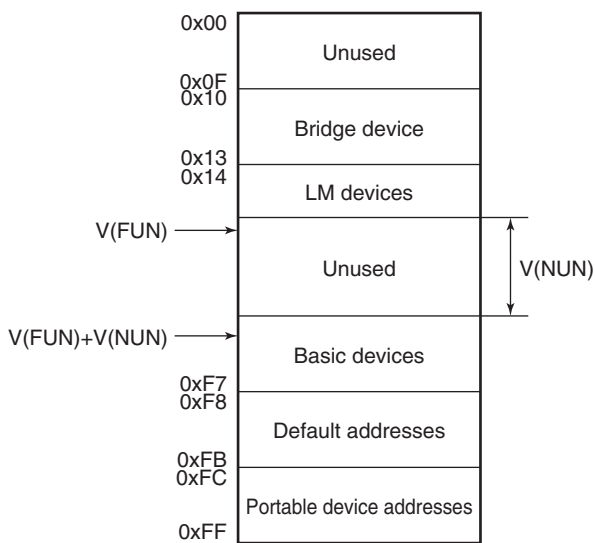 0x00
Unused
0x0F
0x10
Bridge device
0x13
0x14
LM devices
V(FUN)
Unused
V(NUN)
V(FUN)+V(NUN)
Basic devices
0xF7
0xF8
Default addresses
0xFB
0xFC
Portable device addresses
0xFF